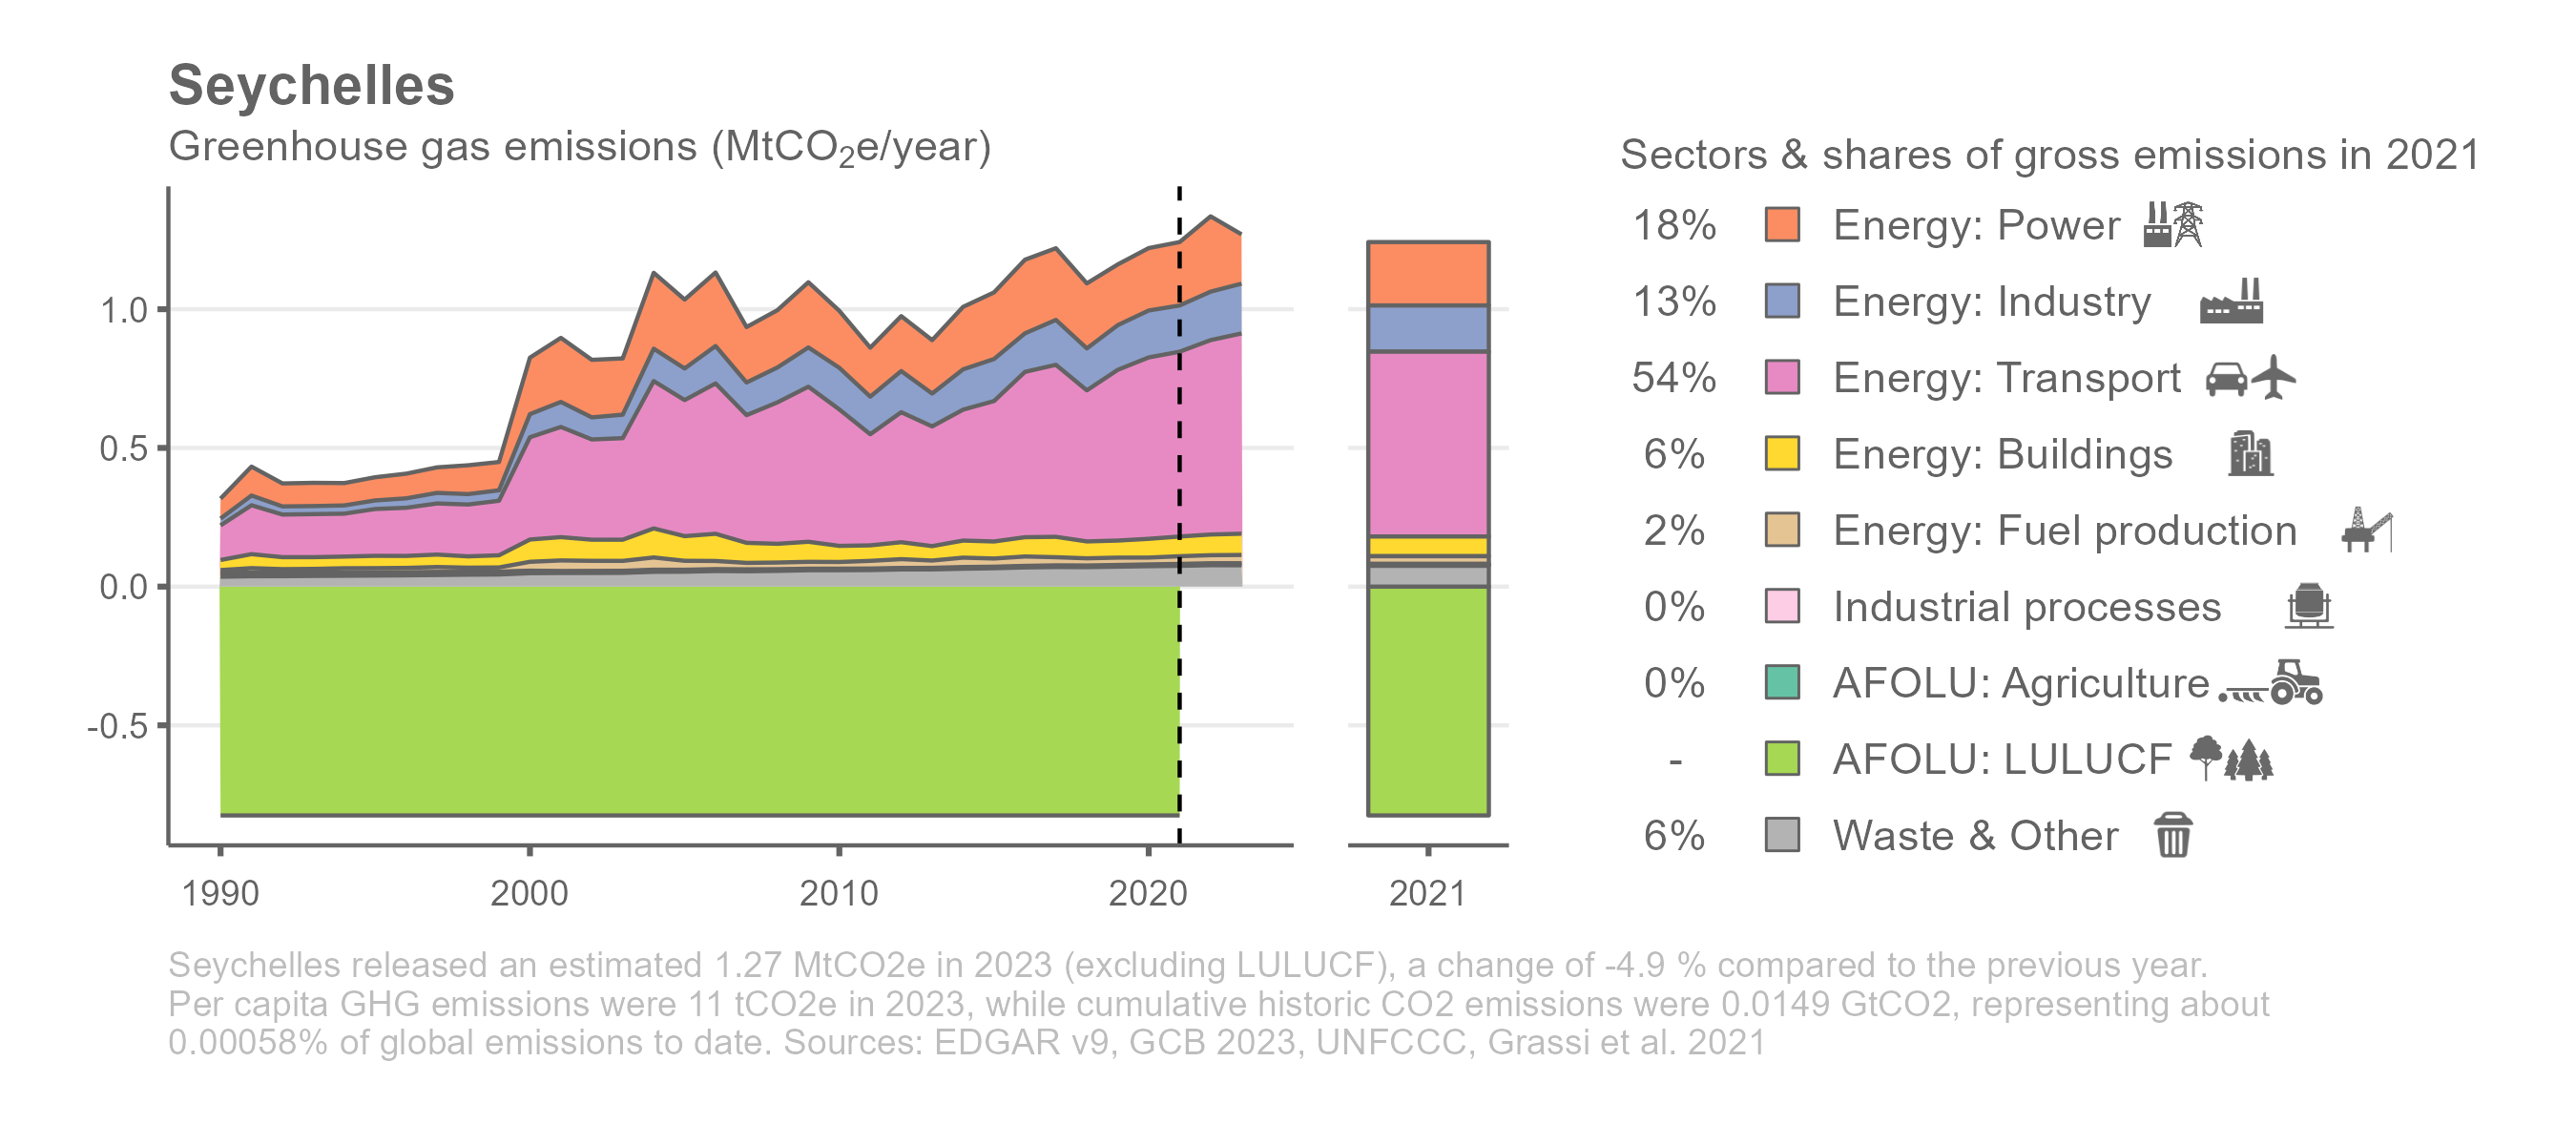 Seychelles
Greenhouse gas emissions (MtCO₂e/year)
1.0
0.5
0.0
-0.5
1990 2000 2010 2020 2021
Sectors & shares of gross emissions in 2021
18% Energy: Power
13% Energy: Industry
54% Energy: Transport
6% Energy: Buildings
2% Energy: Fuel production
0% Industrial processes
0% AFOLU: Agriculture
- AFOLU: LULUCF
6% Waste & Other
Seychelles released an estimated 1.27 MtCO2e in 2023 (excluding LULUCF), a change of -4.9 % compared to the previous year.
Per capita GHG emissions were 11 tCO2e in 2023, while cumulative historic CO2 emissions were 0.0149 GtCO2, representing about
0.00058% of global emissions to date. Sources: EDGAR v9, GCB 2023, UNFCCC, Grassi et al. 2021